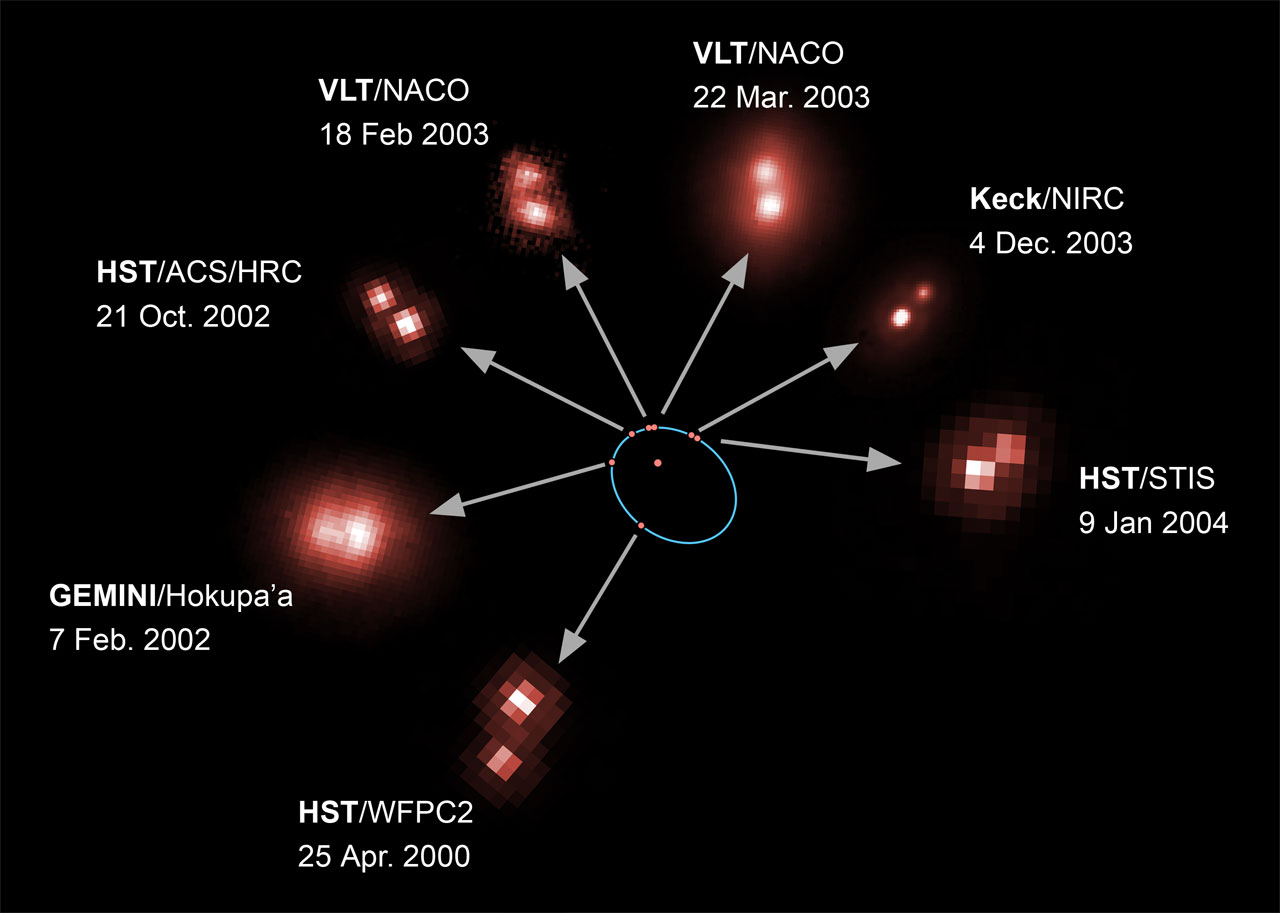 VLT/NACO
22 Mar. 2003
VLT/NACO
18 Feb 2003
Keck/NIRC
4 Dec. 2003
HST/ACS/HRC
21 Oct. 2002
HST/STIS
9 Jan 2004
GEMINI/Hokupa’a
7 Feb. 2002
HST/WFPC2
25 Apr. 2000